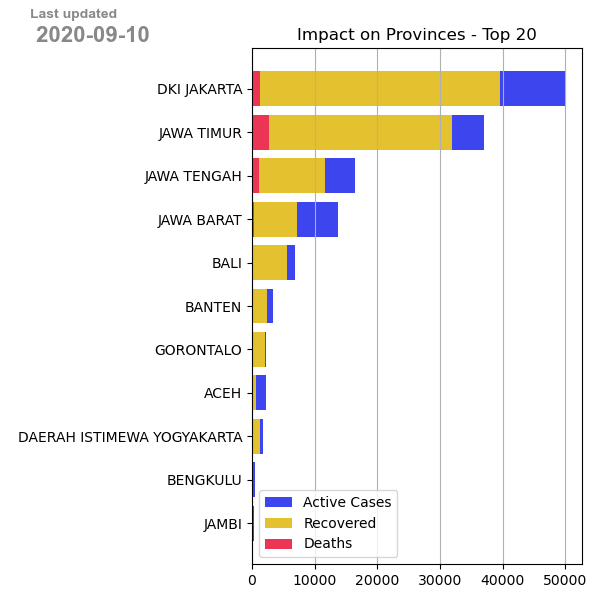 Last updated
2020-09-10
Impact on Provinces - Top 20
DKI JAKARTA
JAWA TIMUR
JAWA TENGAH
JAWA BARAT
BALI
BANTEN
GORONTALO
ACEH
DAERAH ISTIMEWA YOGYAKARTA
BENGKULU
JAMBI
Active Cases
Recovered
Deaths
0 10000 20000 30000 40000 50000